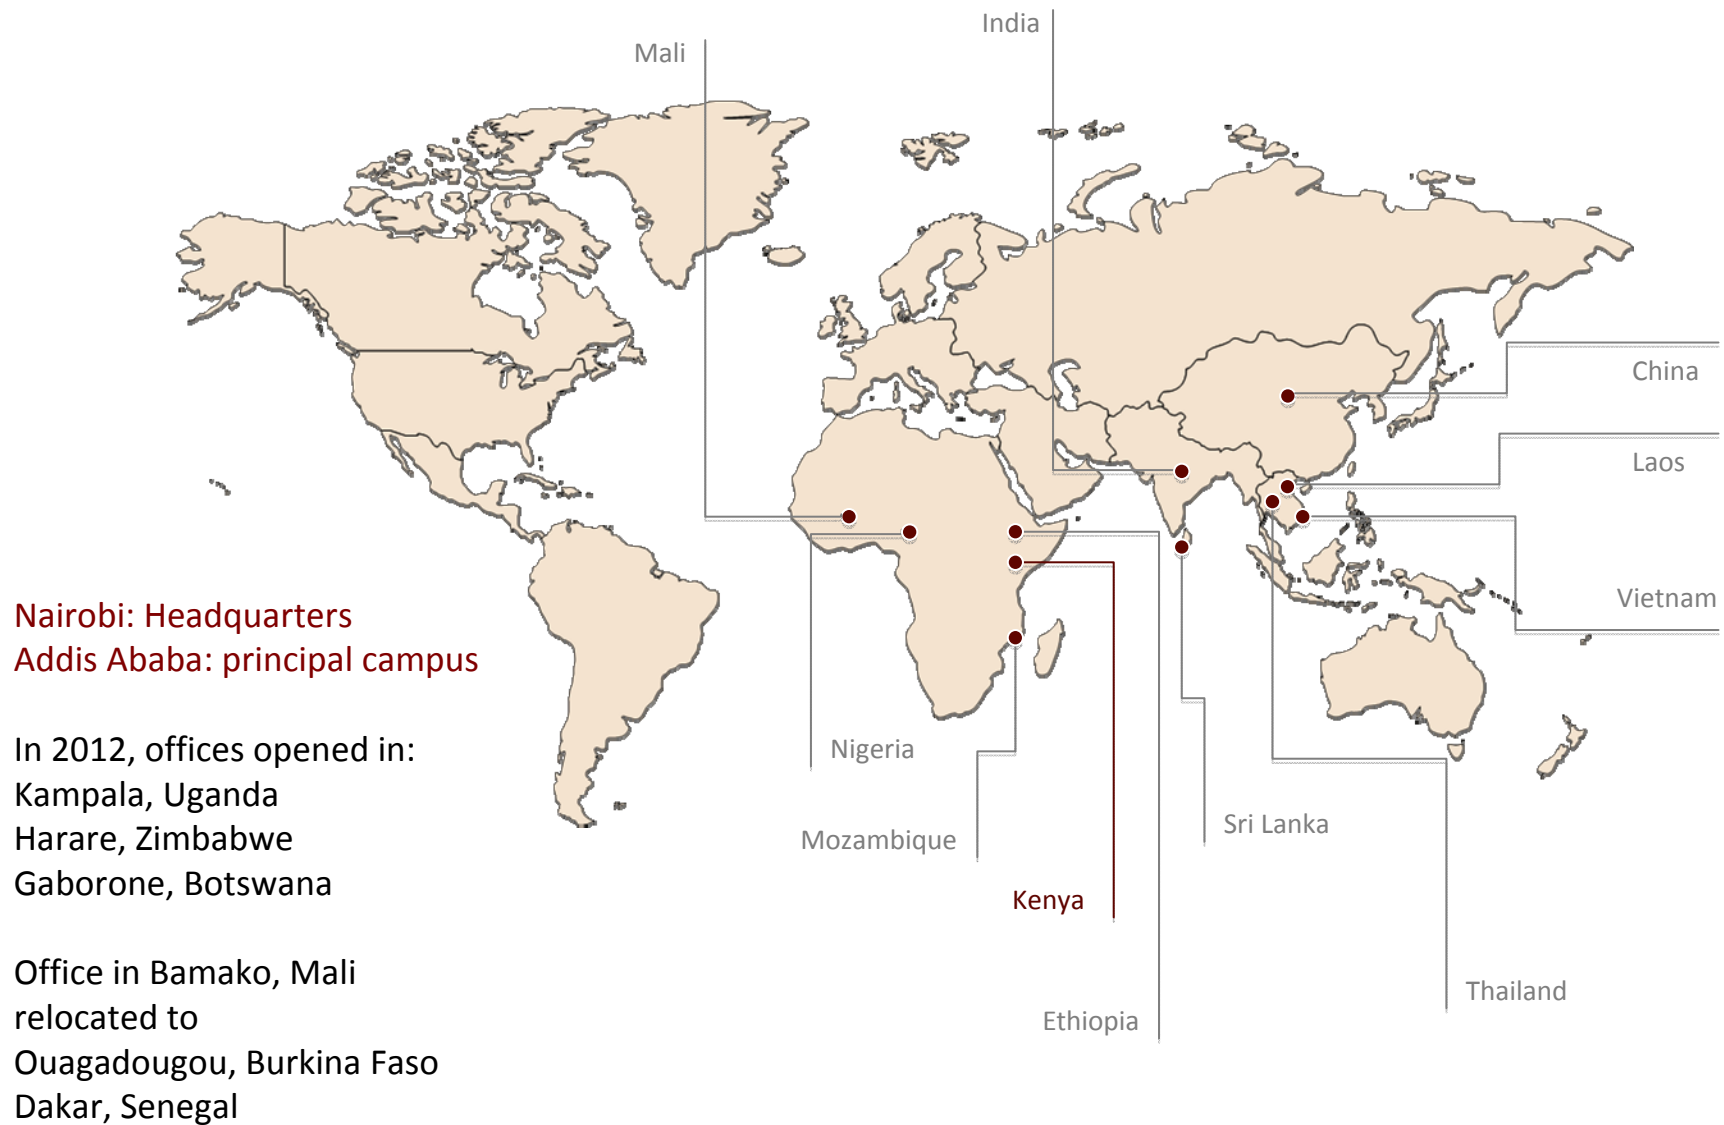 India
Mali
China
Laos
Vietnam
Nairobi: Headquarters
Addis Ababa: principal campus
In 2012, offices opened in:
Kampala, Uganda
Harare, Zimbabwe
Gaborone, Botswana
Office in Bamako, Mali
relocated to
Ouagadougou, Burkina Faso
Dakar, Senegal
Nigeria
Mozambique
Sri Lanka
Kenya
Thailand
Ethiopia